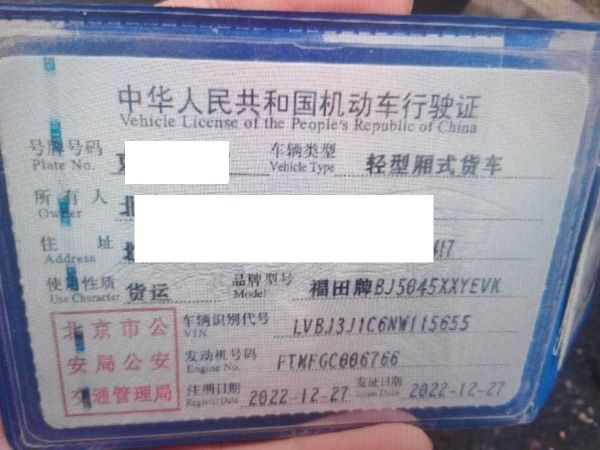 中华人民共和国机动车行驶证
Vehicle License of the People's Republic of China
号牌号码 车辆类型 轻型厢式货车
Plate No. Vehicle Type
所有人
Owner
住址
Address
使用性质 货运 品牌型号 福田牌BJ5045XXYEVK
Use Character Model
北京市公安局公安交通管理局
车辆识别代号 LVBJ3J1C6NW115655
VIN
发动机号码 FTMFGC006766
Engine No.
注册日期 2022-12-27 发证日期 2022-12-27
Register Date Issue Date